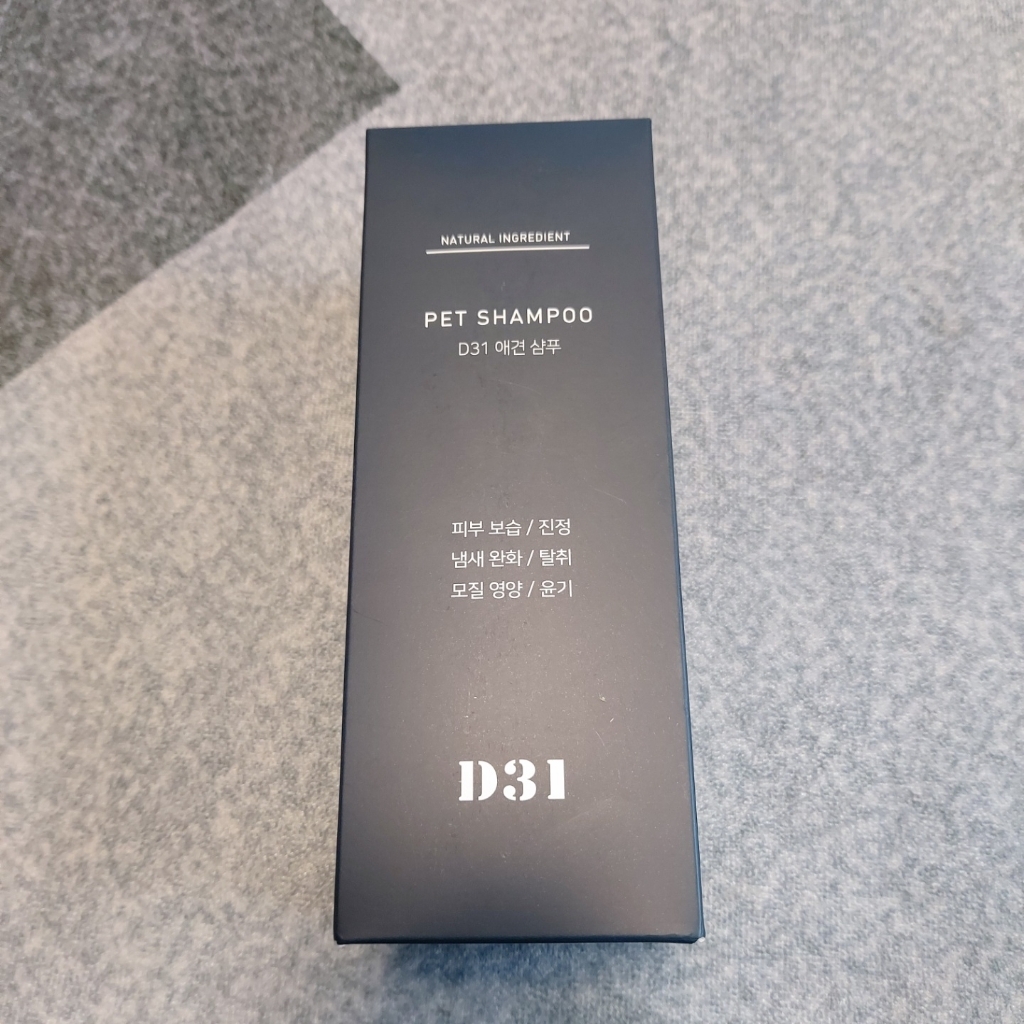 NATURAL INGREDIENT
PET SHAMPOO
D31 애견 샴푸
피부 보습 / 진정
냄새 완화 / 탈취
모질 영양 / 윤기
D31